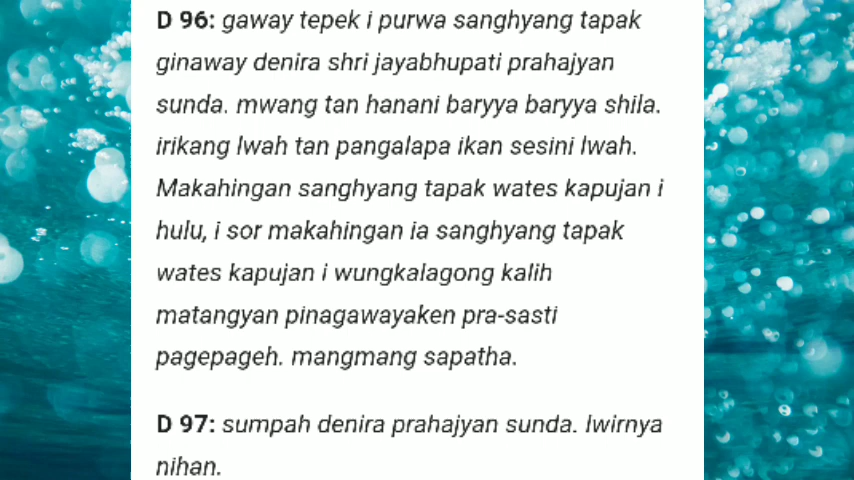 D 96: gaway tepek i purwa sanghyang tapak
ginaway denira shri jayabhupati prahajyan
sunda. mwang tan hanani baryya baryya shila.
irikang lwah tan pangalapa ikan sesini lwah.
Makahingan sanghyang tapak wates kapujan i
hulu, i sor makahingan ia sanghyang tapak
wates kapujan i wungkalagong kalih
matangyan pinagawayaken pra-sasti
pagepageh. mangmang sapatha.
D 97: sumpah denira prahajyan sunda. lwirnya
nihan.